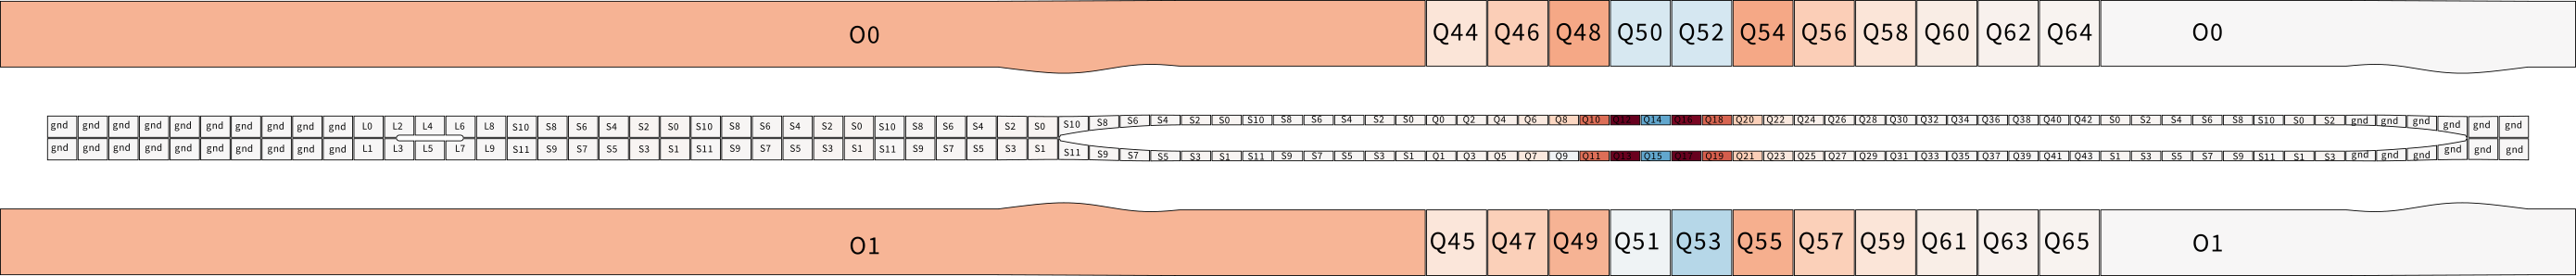 O0 Q44 Q46 Q48 Q50 Q52 Q54 Q56 Q58 Q60 Q62 Q64 O0
gnd gnd gnd gnd gnd gnd gnd gnd gnd gnd L0 L2 L4 L6 L8 S10 S8 S6 S4 S2 S0 S10 S8 S6 S4 S2 S0 S10 S8 S6 S4 S2 S0 S10 S8 S6 S4 S2 S0 S10 S8 S6 S4 S2 S0 Q0 Q2 Q4 Q6 Q8 Q10 Q12 Q14 Q16 Q18 Q20 Q22 Q24 Q26 Q28 Q30 Q32 Q34 Q36 Q38 Q40 Q42 S0 S2 S4 S6 S8 S10 S0 S2 gnd gnd gnd gnd gnd gnd
gnd gnd gnd gnd gnd gnd gnd gnd gnd gnd L1 L3 L5 L7 L9 S11 S9 S7 S5 S3 S1 S11 S9 S7 S5 S3 S1 S11 S9 S7 S5 S3 S1 S11 S9 S7 S5 S3 S1 S11 S9 S7 S5 S3 S1 Q1 Q3 Q5 Q7 Q9 Q11 Q13 Q15 Q17 Q19 Q21 Q23 Q25 Q27 Q29 Q31 Q33 Q35 Q37 Q39 Q41 Q43 S1 S3 S5 S7 S9 S11 S1 S3 gnd gnd gnd gnd gnd gnd
O1 Q45 Q47 Q49 Q51 Q53 Q55 Q57 Q59 Q61 Q63 Q65 O1